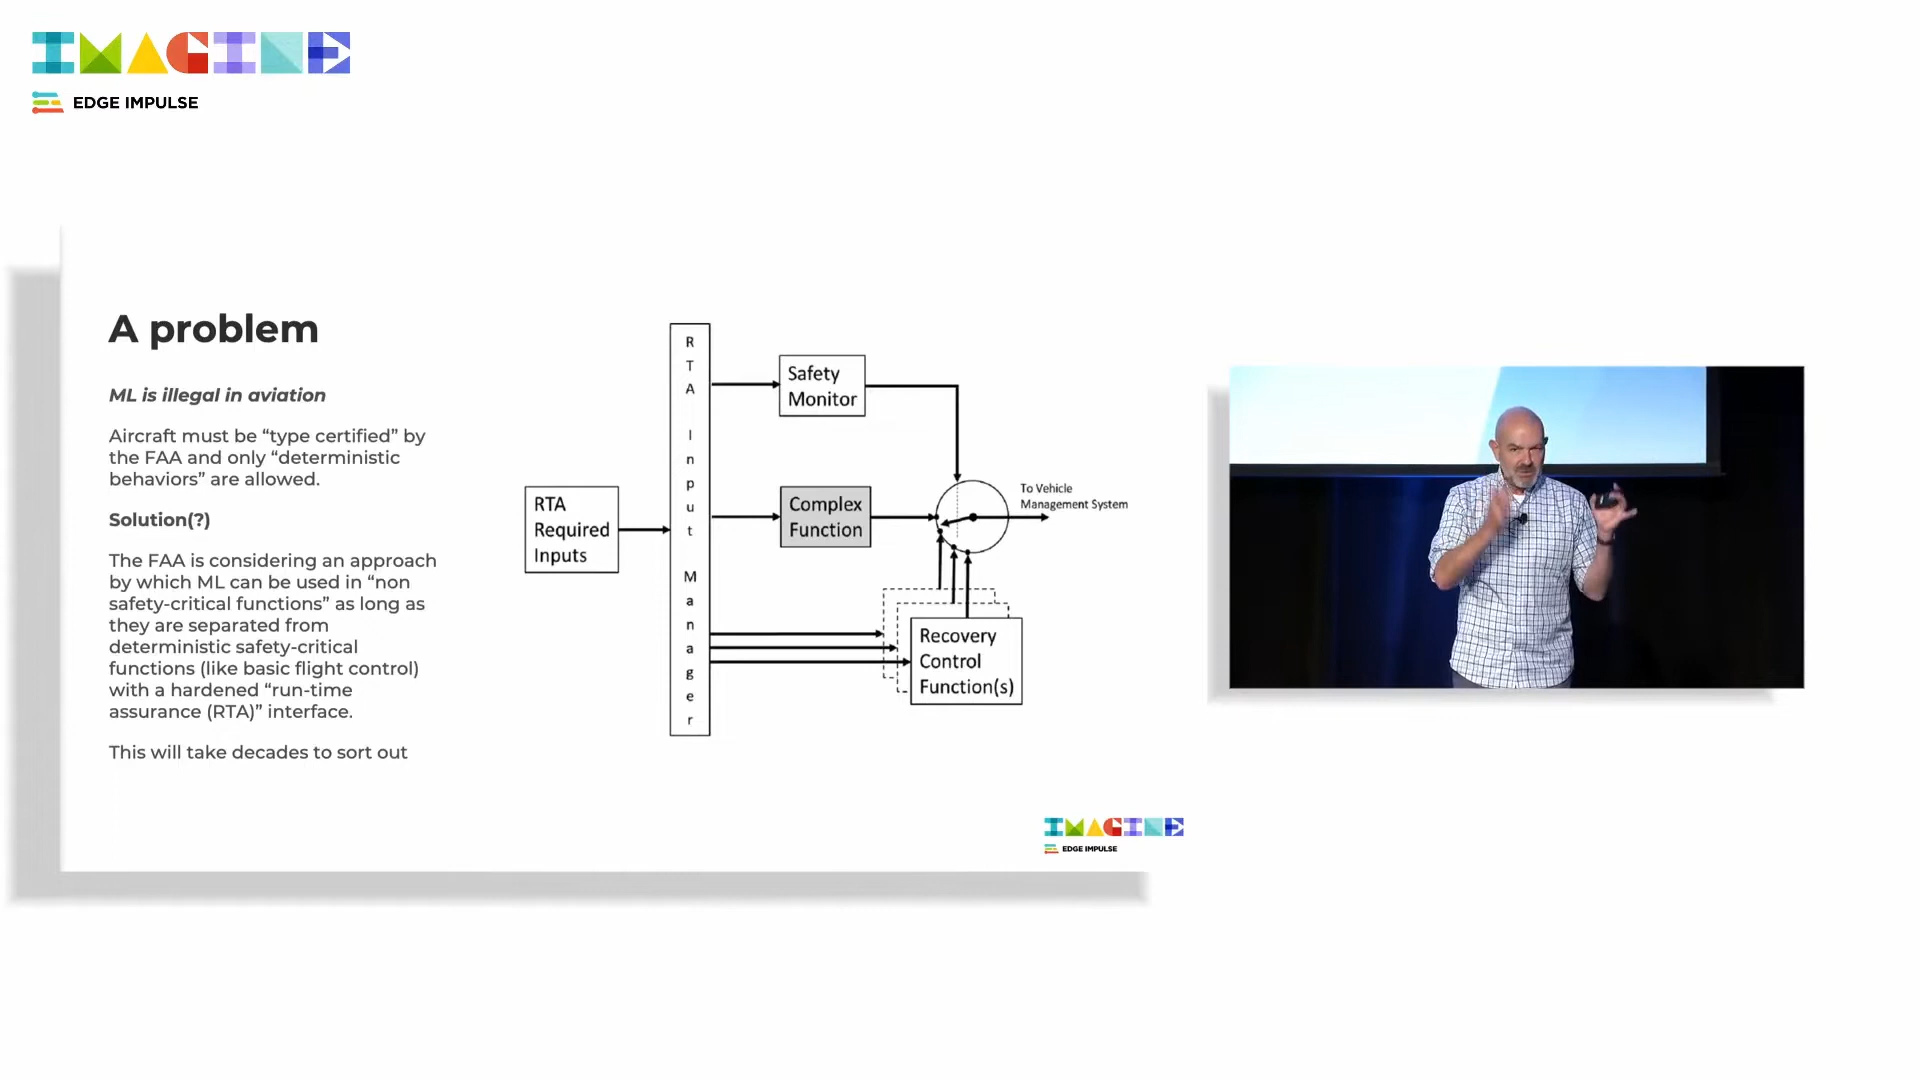 IMAGINE
EDGE IMPULSE
A problem
ML is illegal in aviation
Aircraft must be “type certified” by
the FAA and only “deterministic
behaviors” are allowed.
Solution(?)
The FAA is considering an approach
by which ML can be used in “non
safety-critical functions” as long as
they are separated from
deterministic safety-critical
functions (like basic flight control)
with a hardened “run-time
assurance (RTA)” interface.
This will take decades to sort out
RTA
Required
Inputs
RTA Input Manager
Safety
Monitor
Complex
Function
Recovery
Control
Function(s)
To Vehicle
Management System
IMAGINE
EDGE IMPULSE